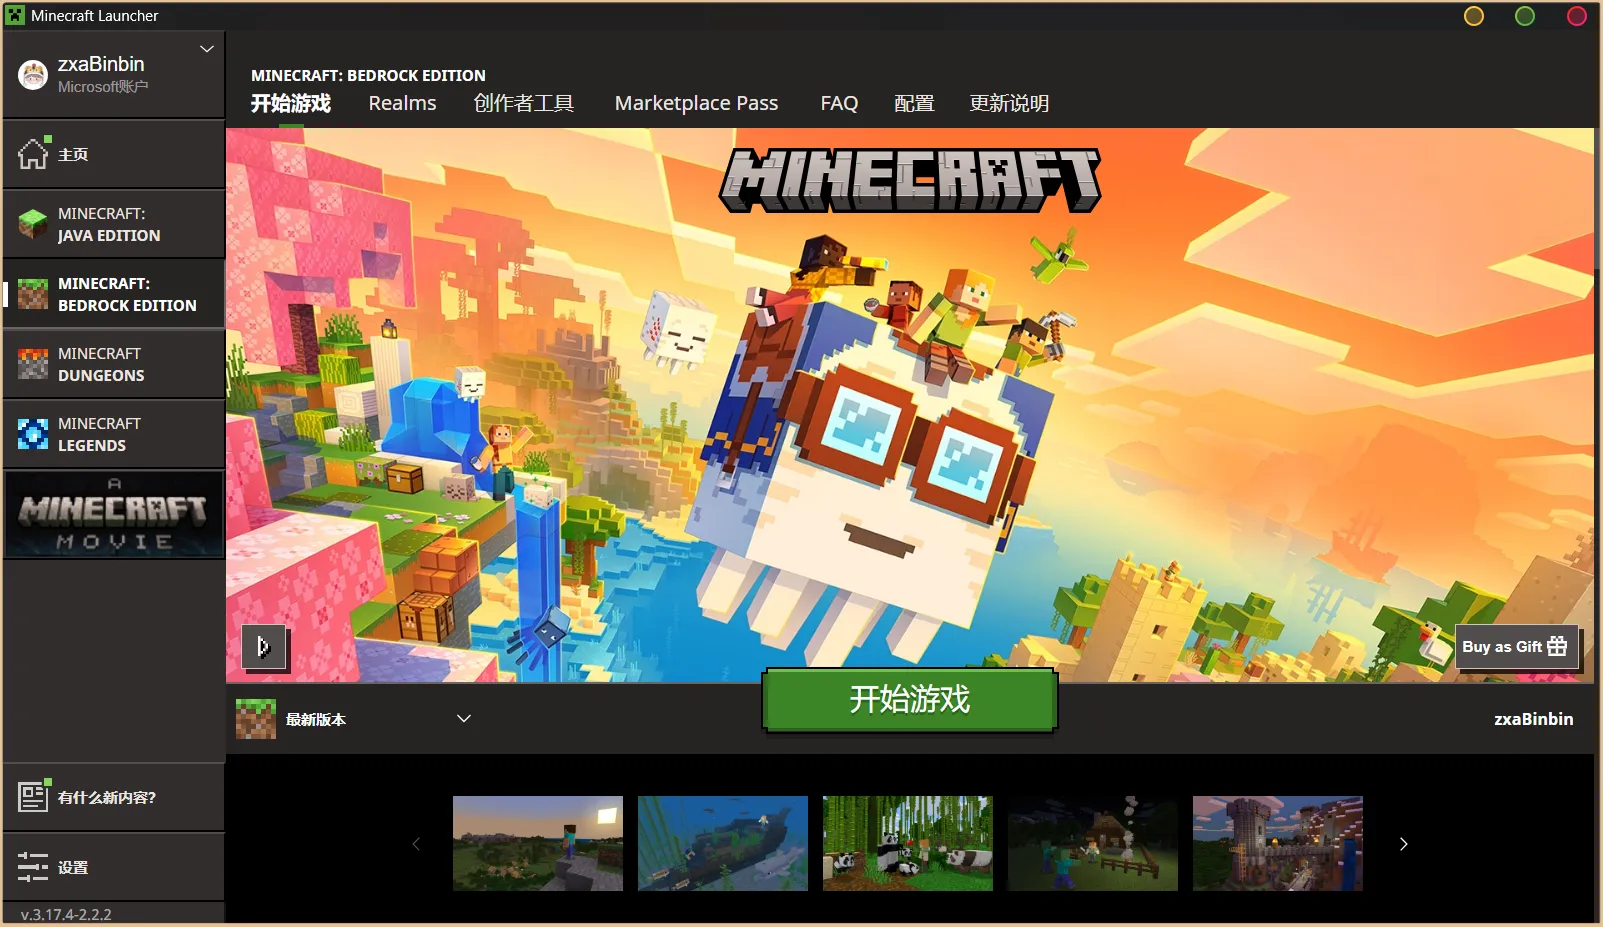 Minecraft Launcher
zxaBinbin
Microsoft账户
主页
MINECRAFT:
JAVA EDITION
MINECRAFT:
BEDROCK EDITION
MINECRAFT
DUNGEONS
MINECRAFT
LEGENDS
A
MINECRAFT
MOVIE
有什么新内容?
设置
v.3.17.4-2.2.2
MINECRAFT: BEDROCK EDITION
开始游戏 Realms 创作者工具 Marketplace Pass FAQ 配置 更新说明
MINECRAFT
Buy as Gift
最新版本
开始游戏
zxaBinbin